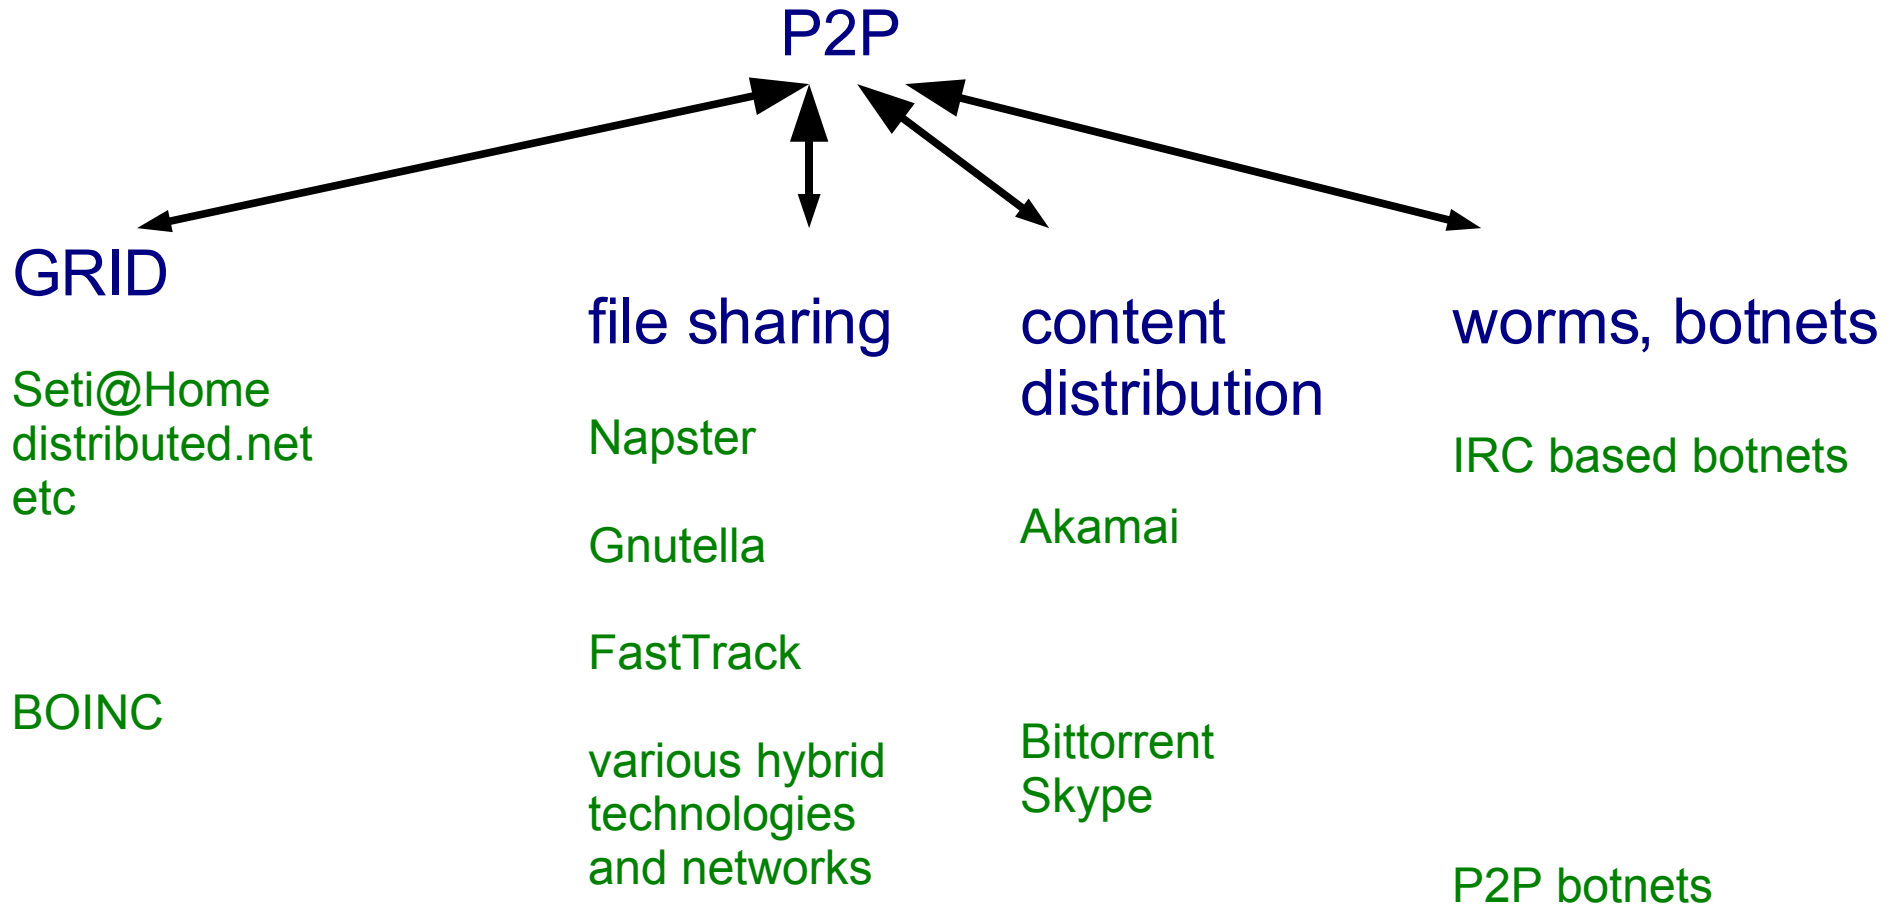 P2P
GRID
Seti@Home
distributed.net
etc
BOINC
file sharing
Napster
Gnutella
FastTrack
various hybrid
technologies
and networks
content
distribution
Akamai
Bittorrent
Skype
worms, botnets
IRC based botnets
P2P botnets